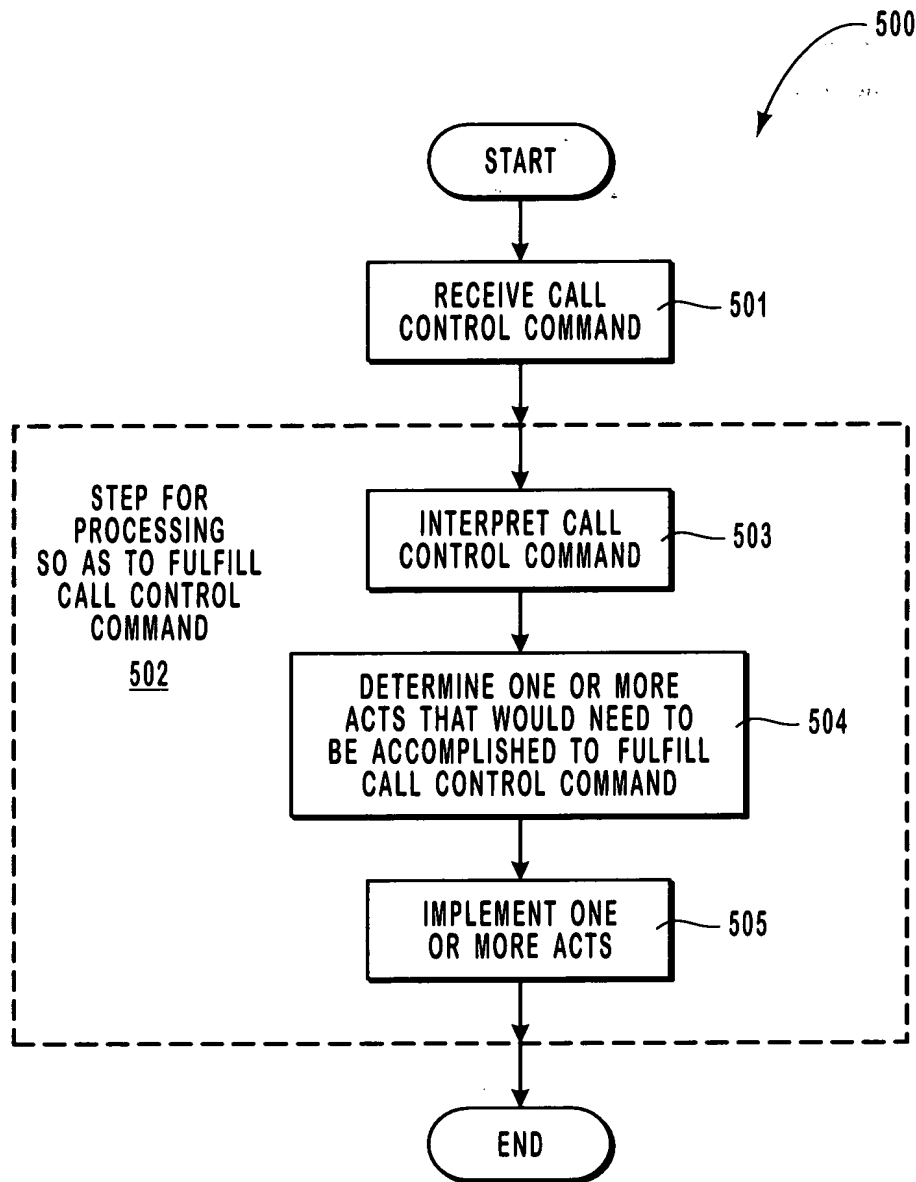 500
START
RECEIVE CALL
CONTROL COMMAND
501
STEP FOR
PROCESSING
SO AS TO FULFILL
CALL CONTROL
COMMAND
502
INTERPRET CALL
CONTROL COMMAND
503
DETERMINE ONE OR MORE
ACTS THAT WOULD NEED TO
BE ACCOMPLISHED TO FULFILL
CALL CONTROL COMMAND
504
IMPLEMENT ONE
OR MORE ACTS
505
END